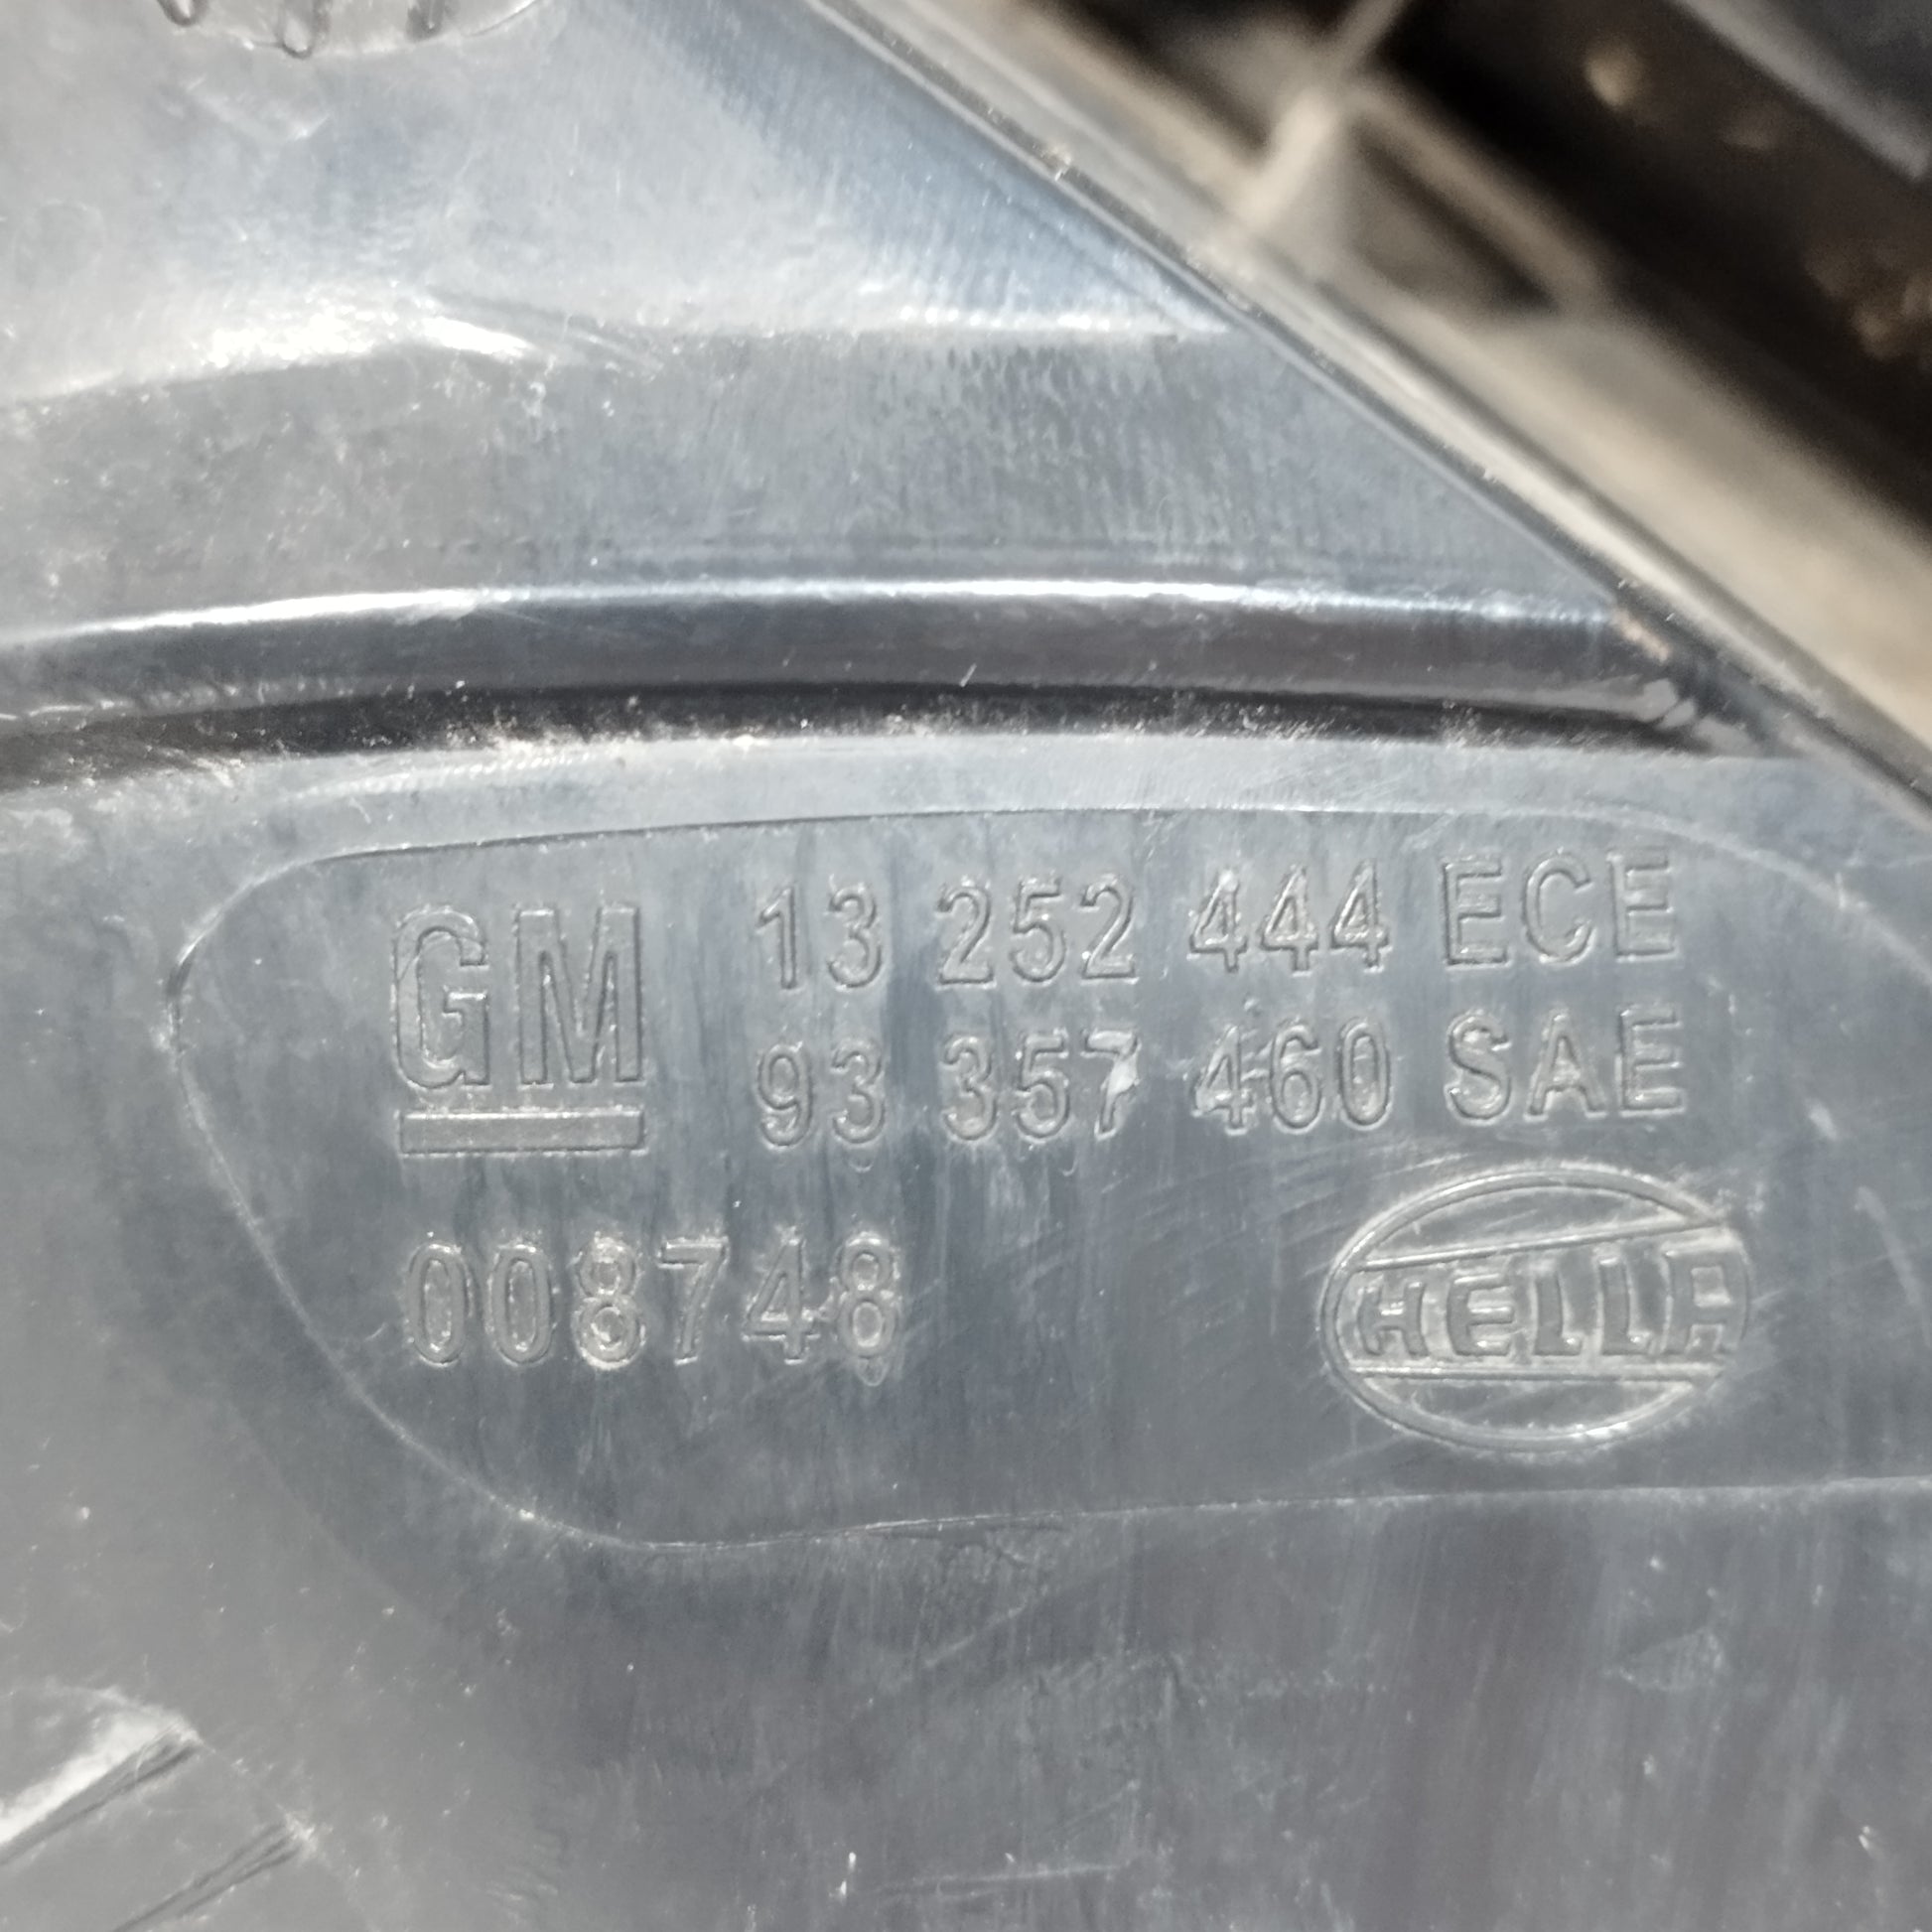 GM 13 252 444 ECE
93 357 460 SAE
008748
HELLA